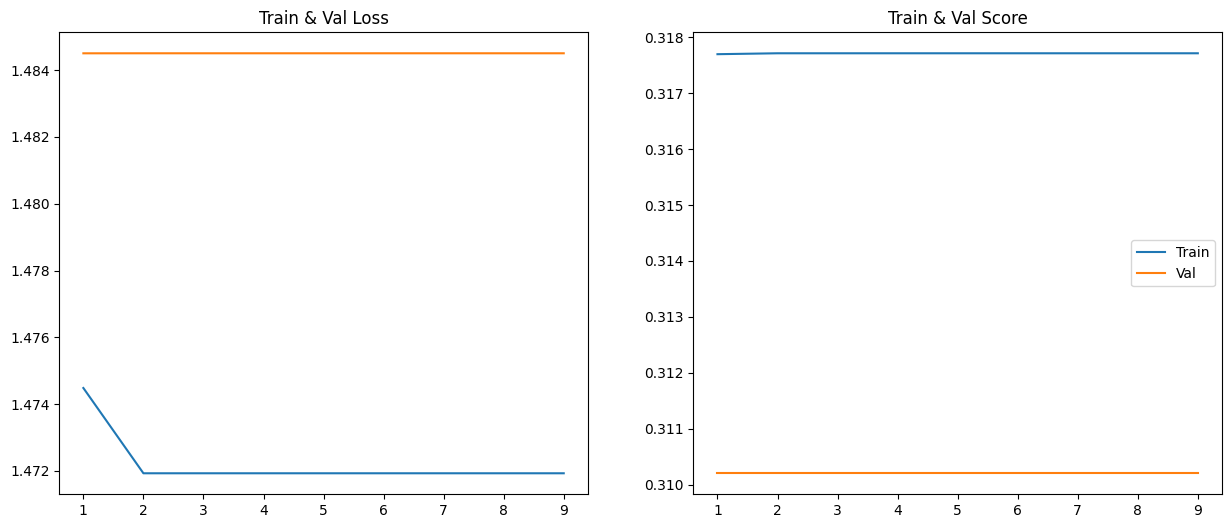 Train & Val Loss
1.484
1.482
1.480
1.478
1.476
1.474
1.472
1 2 3 4 5 6 7 8 9
Train & Val Score
0.318
0.317
0.316
0.315
0.314
0.313
0.312
0.311
0.310
1 2 3 4 5 6 7 8 9
Train
Val